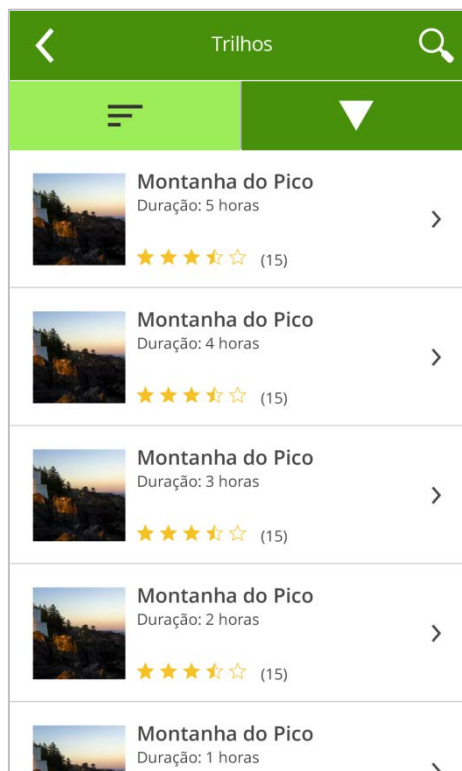 Trilhos
Montanha do Pico
Duração: 5 horas
(15)
Montanha do Pico
Duração: 4 horas
(15)
Montanha do Pico
Duração: 3 horas
(15)
Montanha do Pico
Duração: 2 horas
(15)
Montanha do Pico
Duração: 1 horas